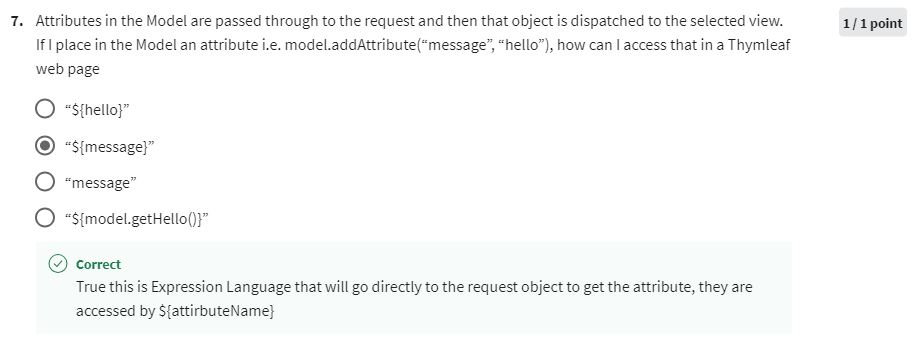 7. Attributes in the Model are passed through to the request and then that object is dispatched to the selected view. 1 / 1 point
If I place in the Model an attribute i.e. model.addAttribute(“message”, “hello”), how can I access that in a Thymleaf
web page
“${hello}”
“${message}”
“message”
“${model.getHello()}”
Correct
True this is Expression Language that will go directly to the request object to get the attribute, they are
accessed by ${attirbuteName}